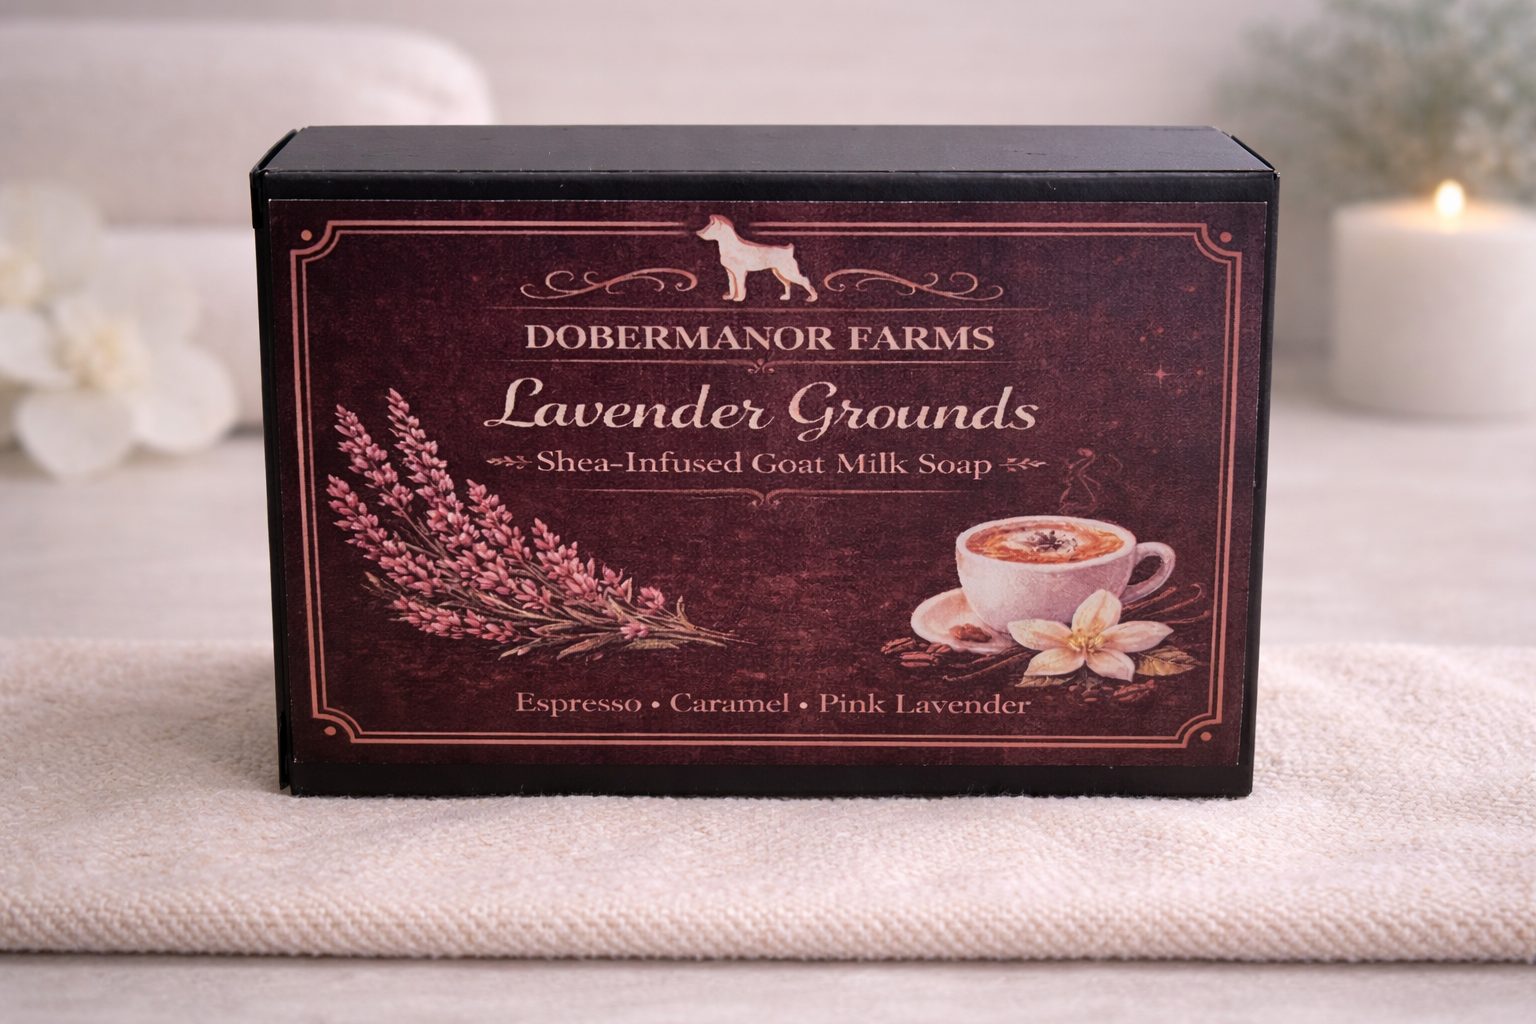 DOBERMANOR FARMS
Lavender Grounds
Shea-Infused Goat Milk Soap
Espresso • Caramel • Pink Lavender